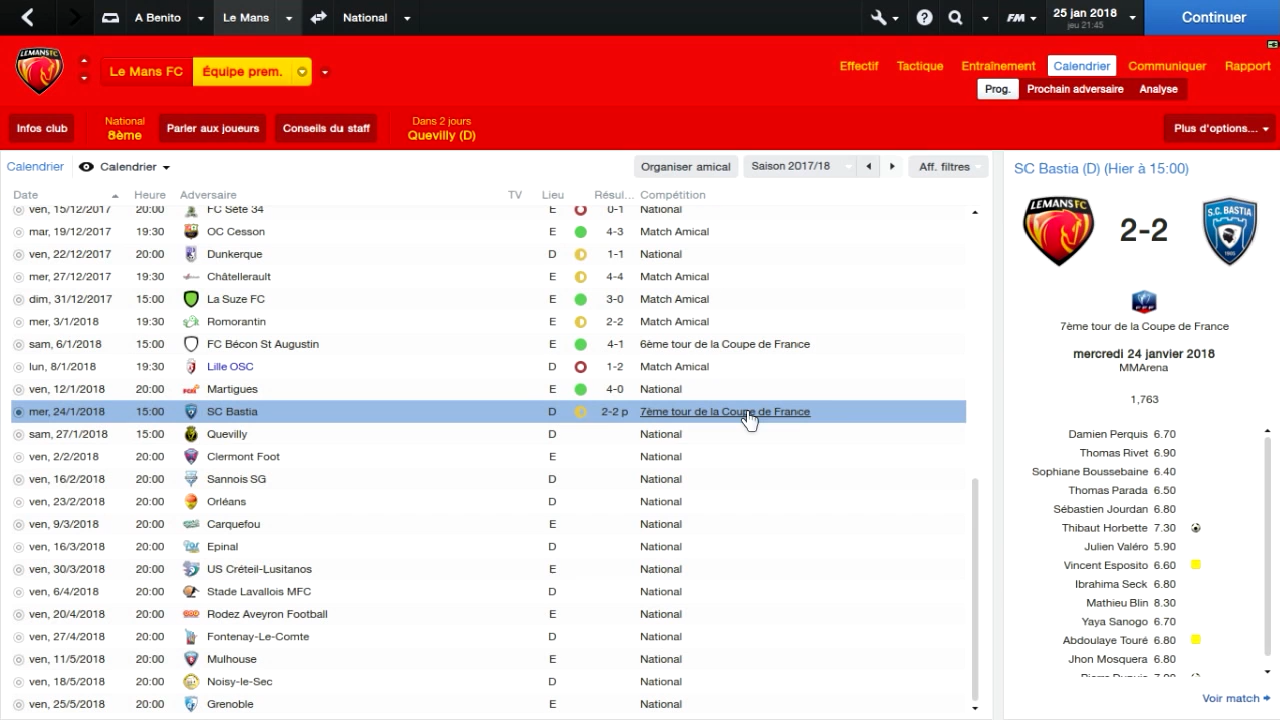 A Benito Le Mans National FM 25 jan 2018 Continuer
jeu 21:45
LEMANS FC
Le Mans FC Équipe prem. Effectif Tactique Entraînement Calendrier Communiquer Rapport
Prog. Prochain adversaire Analyse
Infos club National Parler aux joueurs Conseils du staff Dans 2 jours Plus d'options...
8ème Quevilly (D)
Calendrier Calendrier Organiser amical Saison 2017/18 Aff. filtres
Date Heure Adversaire TV Lieu Résul... Compétition
ven, 15/12/2017 20:00 FC Sète 34 E 0-1 National
mar, 19/12/2017 19:30 OC Cesson E 4-3 Match Amical
ven, 22/12/2017 20:00 Dunkerque D 1-1 National
mer, 27/12/2017 19:30 Châtellerault E 4-4 Match Amical
dim, 31/12/2017 15:00 La Suze FC E 3-0 Match Amical
mer, 3/1/2018 19:30 Romorantin E 2-2 Match Amical
sam, 6/1/2018 15:00 FC Bécon St Augustin E 4-1 6ème tour de la Coupe de France
lun, 8/1/2018 19:30 Lille OSC D 1-2 Match Amical
ven, 12/1/2018 20:00 Martigues E 4-0 National
mer, 24/1/2018 15:00 SC Bastia D 2-2 p 7ème tour de la Coupe de France
sam, 27/1/2018 15:00 Quevilly D National
ven, 2/2/2018 20:00 Clermont Foot E National
ven, 16/2/2018 20:00 Sannois SG D National
ven, 23/2/2018 20:00 Orléans D National
ven, 9/3/2018 20:00 Carquefou E National
ven, 16/3/2018 20:00 Epinal D National
ven, 30/3/2018 20:00 US Créteil-Lusitanos E National
ven, 6/4/2018 20:00 Stade Lavallois MFC D National
ven, 20/4/2018 20:00 Rodez Aveyron Football E National
ven, 27/4/2018 20:00 Fontenay-Le-Comte D National
ven, 11/5/2018 20:00 Mulhouse E National
ven, 18/5/2018 20:00 Noisy-le-Sec D National
ven, 25/5/2018 20:00 Grenoble E National
SC Bastia (D) (Hier à 15:00)
LEMANS FC 2-2 S.C. BASTIA
1905
FFF
7ème tour de la Coupe de France
mercredi 24 janvier 2018
MMArena
1,763
Damien Perquis 6.70
Thomas Rivet 6.90
Sophiane Boussebaine 6.40
Thomas Parada 6.50
Sébastien Jourdan 6.80
Thibaut Horbette 7.30
Julien Valéro 5.90
Vincent Esposito 6.60
Ibrahima Seck 6.80
Mathieu Blin 8.30
Yaya Sanogo 6.70
Abdoulaye Touré 6.80
Jhon Mosquera 6.80
Voir match